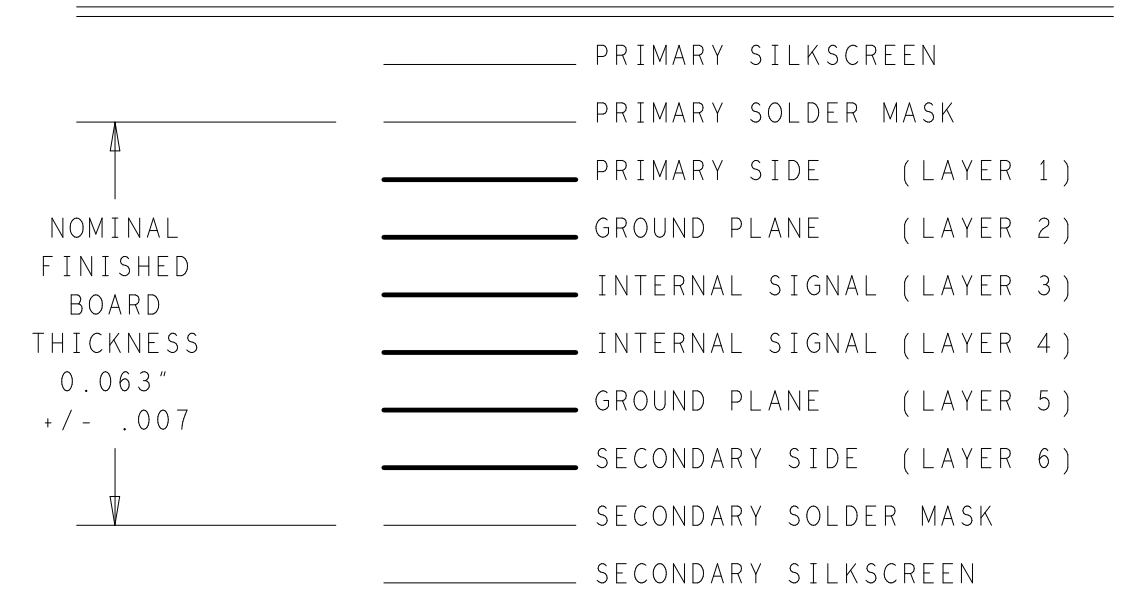 PRIMARY SILKSCREEN
PRIMARY SOLDER MASK
PRIMARY SIDE (LAYER 1)
GROUND PLANE (LAYER 2)
INTERNAL SIGNAL (LAYER 3)
INTERNAL SIGNAL (LAYER 4)
GROUND PLANE (LAYER 5)
SECONDARY SIDE (LAYER 6)
SECONDARY SOLDER MASK
SECONDARY SILKSCREEN
NOMINAL
FINISHED
BOARD
THICKNESS
0.063"
+/- .007